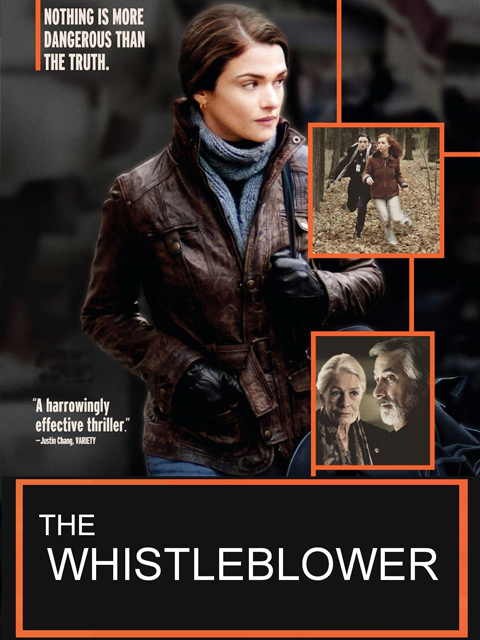 NOTHING IS MORE
DANGEROUS THAN
THE TRUTH.
"A harrowingly
effective thriller."
—Justin Chang, VARIETY
THE
WHISTLEBLOWER